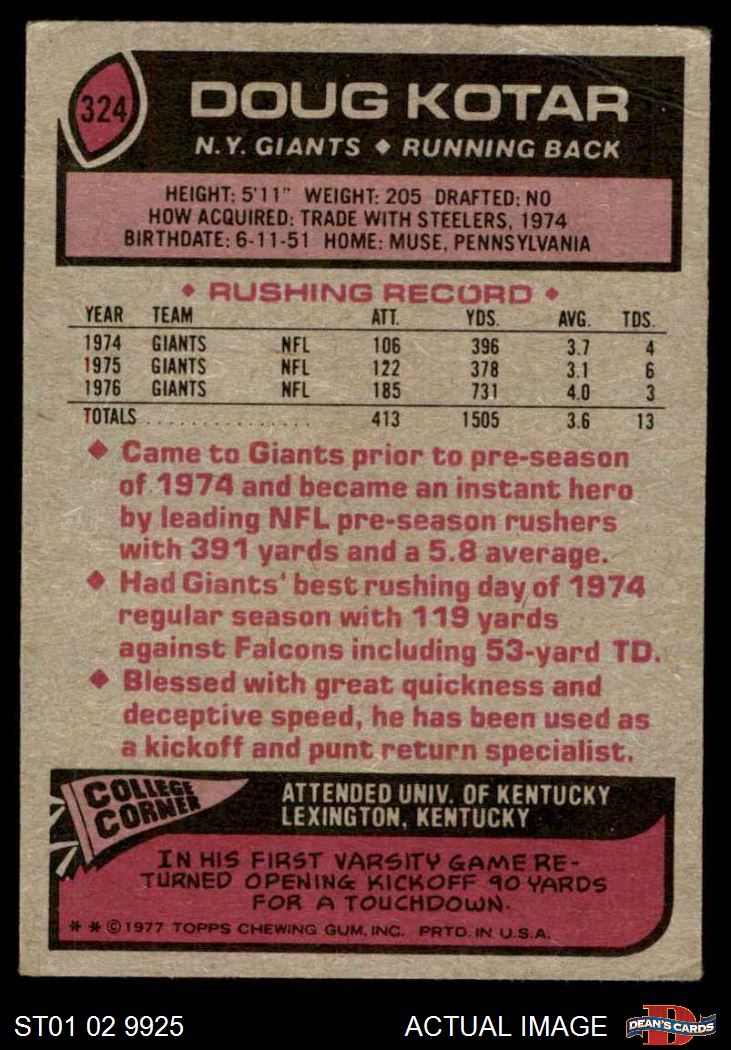 324
DOUG KOTAR
N.Y. GIANTS ♦ RUNNING BACK
HEIGHT: 5'11" WEIGHT: 205 DRAFTED: NO
HOW ACQUIRED: TRADE WITH STEELERS, 1974
BIRTHDATE: 6-11-51 HOME: MUSE, PENNSYLVANIA
♦ RUSHING RECORD ♦
YEAR TEAM ATT. YDS. AVG. TDS.
1974 GIANTS NFL 106 396 3.7 4
1975 GIANTS NFL 122 378 3.1 6
1976 GIANTS NFL 185 731 4.0 3
TOTALS . . . . . . . . . . . . . . . 413 1505 3.6 13
♦ Came to Giants prior to pre-season
of 1974 and became an instant hero
by leading NFL pre-season rushers
with 391 yards and a 5.8 average.
♦ Had Giants' best rushing day of 1974
regular season with 119 yards
against Falcons including 53-yard TD.
♦ Blessed with great quickness and
deceptive speed, he has been used as
a kickoff and punt return specialist.
COLLEGE
CORNER
ATTENDED UNIV. OF KENTUCKY
LEXINGTON, KENTUCKY
IN HIS FIRST VARSITY GAME RE-
TURNED OPENING KICKOFF 90 YARDS
FOR A TOUCHDOWN.
* * © 1977 TOPPS CHEWING GUM, INC. PRTD. IN U.S.A.
ST01 02 9925
ACTUAL IMAGE
D
DEAN'S CARDS